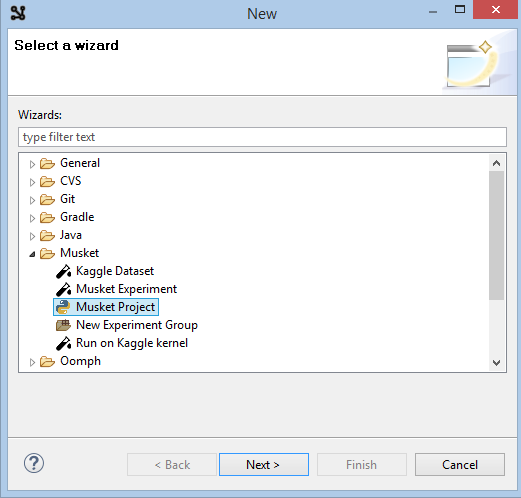 New
Select a wizard
Wizards:
type filter text
General
CVS
Git
Gradle
Java
Musket
Kaggle Dataset
Musket Experiment
Musket Project
New Experiment Group
Run on Kaggle kernel
Oomph
?
< Back Next > Finish Cancel